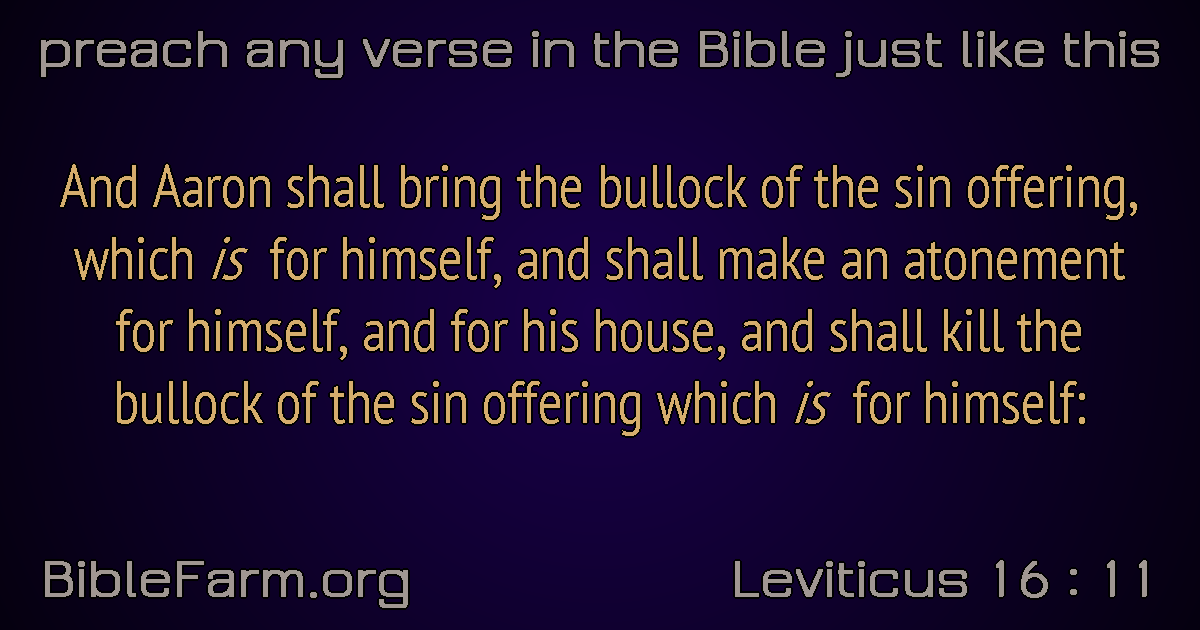 preach any verse in the Bible just like this
And Aaron shall bring the bullock of the sin offering,
which is for himself, and shall make an atonement
for himself, and for his house, and shall kill the
bullock of the sin offering which is for himself:
BibleFarm.org
Leviticus 16 : 11